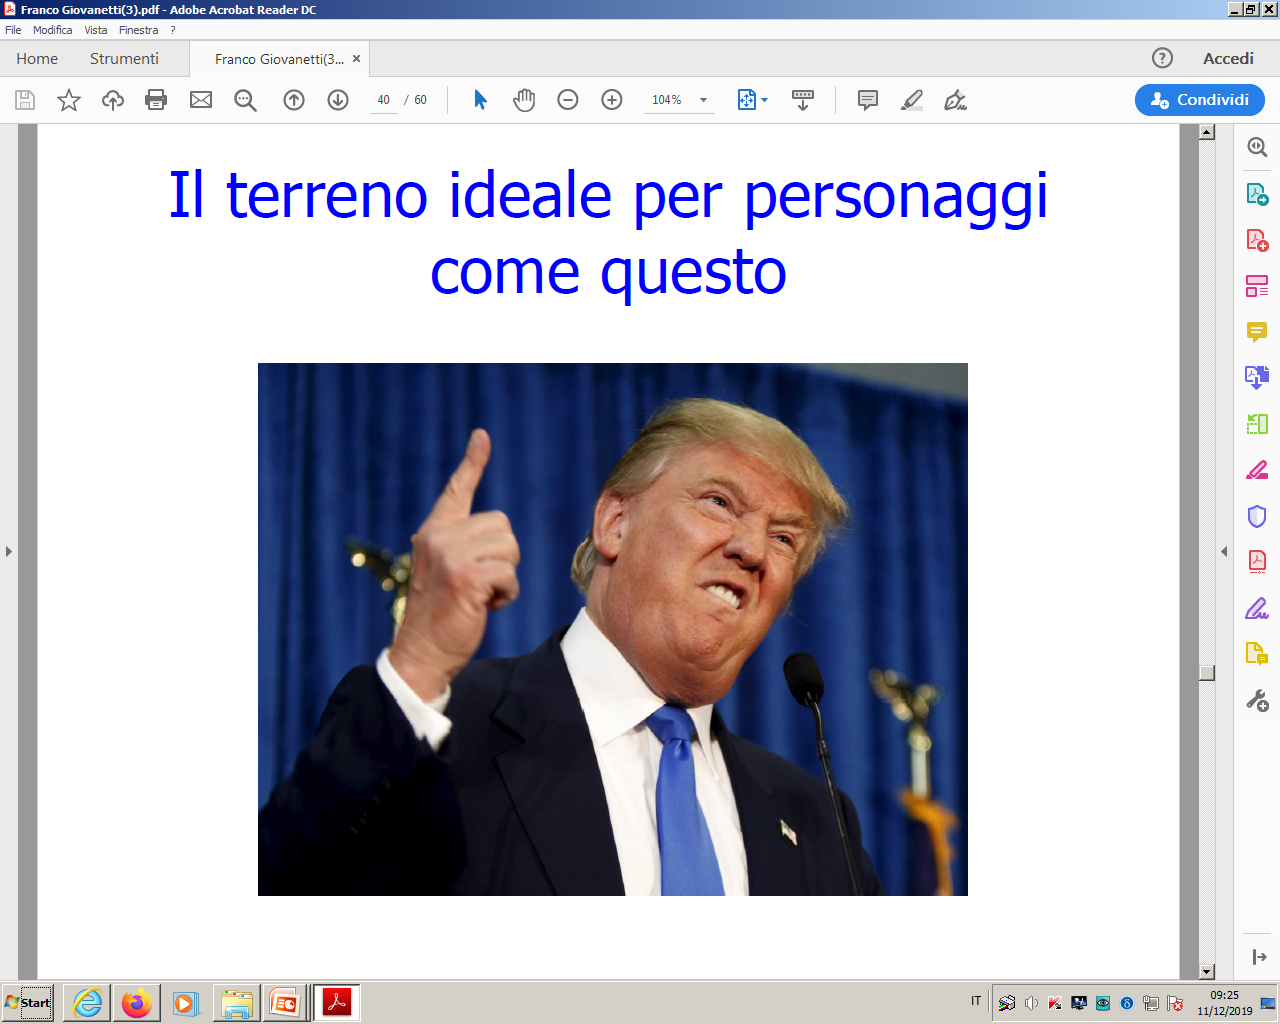 Franco Giovanetti(3).pdf - Adobe Acrobat Reader DC
File Modifica Vista Finestra ?
Home Strumenti Franco Giovanetti(3... × Accedi
40 / 60 104% Condividi
Il terreno ideale per personaggi
come questo
Start IT 09:25
11/12/2019